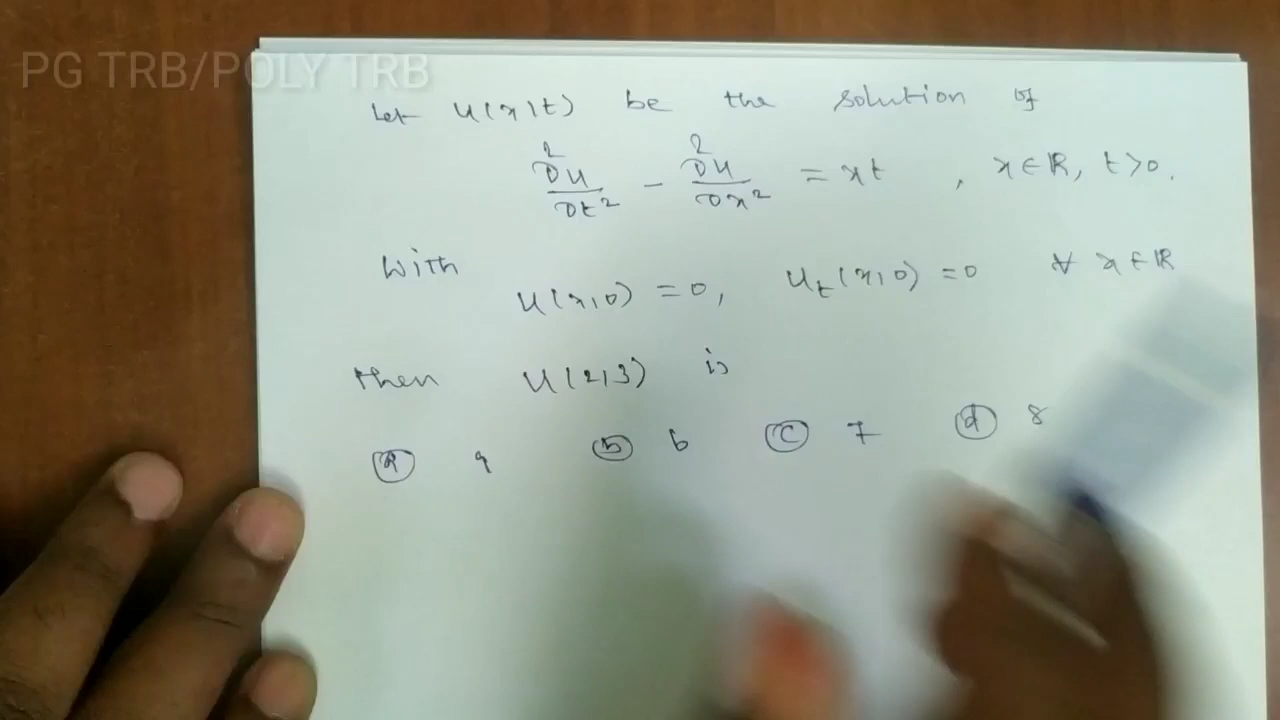 PG TRB/POLY TRB
Let u(x,t) be the solution of
∂²u/∂t² - ∂²u/∂x² = xt , x∈ℝ, t>0.
With
u(x,0) = 0, u_t(x,0) = 0 ∀ x∈ℝ
then u(2,3) is
(a) 9 (b) 6 (c) 7 (d) 8